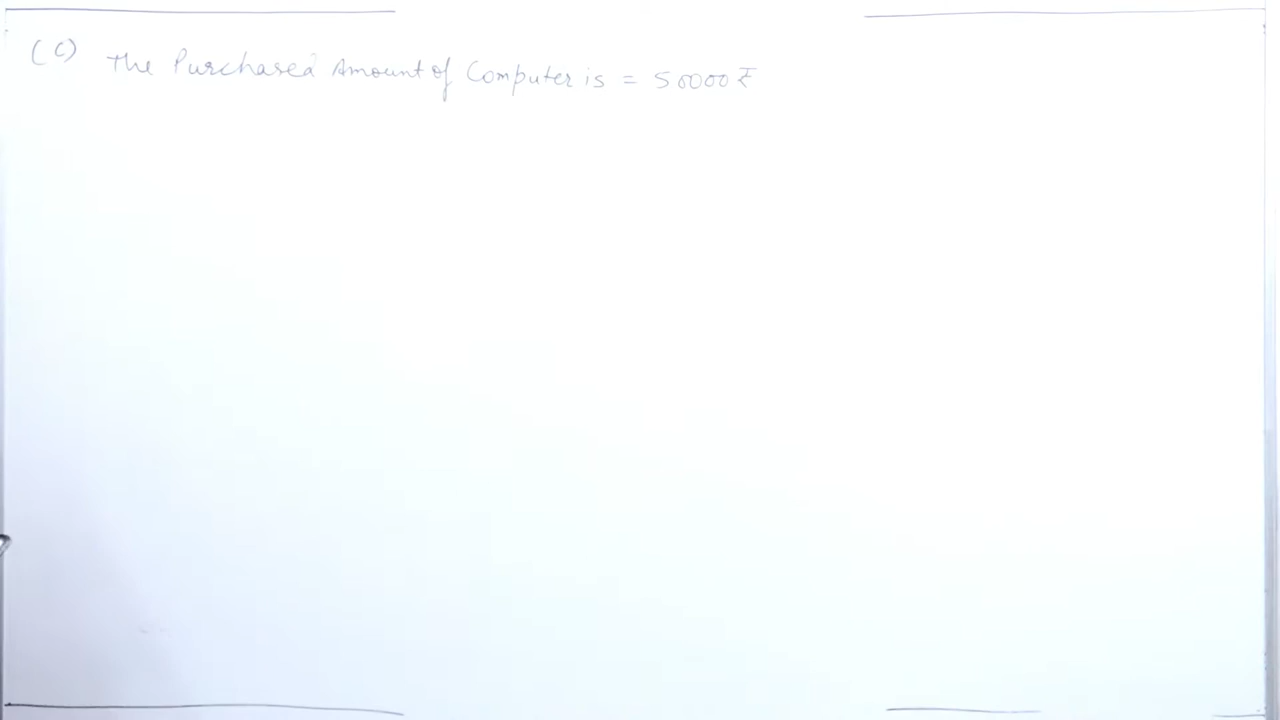 (C) The Purchased Amount of Computer is = 50000 ₹